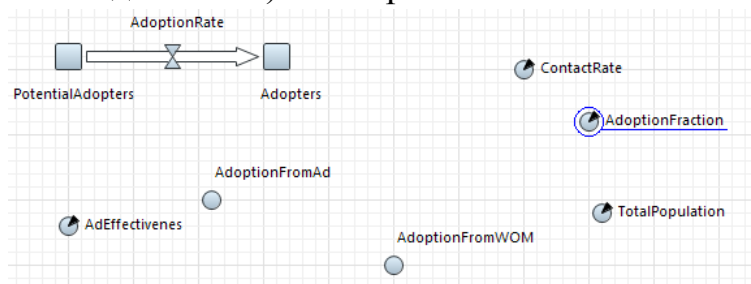 AdoptionRate
PotentialAdopters
Adopters
ContactRate
AdoptionFraction
AdoptionFromAd
AdEffectivenes
TotalPopulation
AdoptionFromWOM